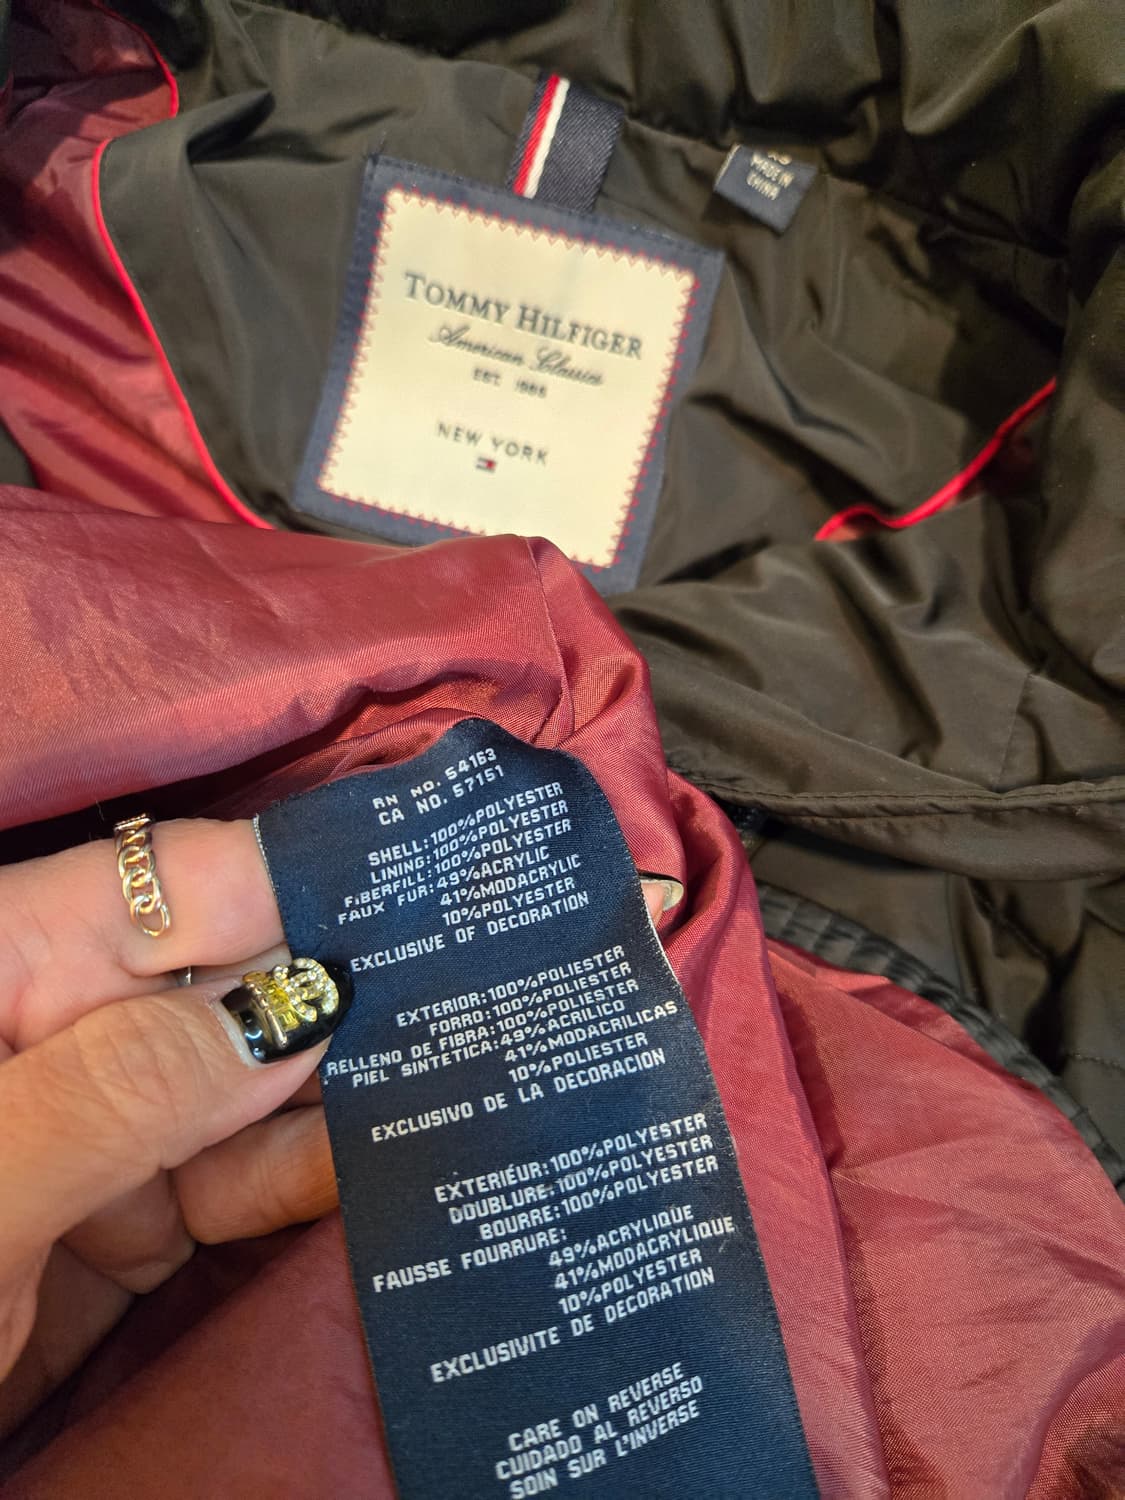 TOMMY HILFIGER
American Classics
EST. 1985
NEW YORK
MADE IN
CHINA
RN NO. 54163
CA NO. 57151
SHELL:100%POLYESTER
LINING:100%POLYESTER
FIBERFILL:100%POLYESTER
FAUX FUR:49%ACRYLIC
41%MODACRYLIC
10%POLYESTER
EXCLUSIVE OF DECORATION
EXTERIOR:100%POLIESTER
FORRO:100%POLIESTER
RELLENO DE FIBRA:100%POLIESTER
PIEL SINTETICA:49%ACRILICO
41%MODACRILICAS
10%POLIESTER
EXCLUSIVO DE LA DECORACION
EXTERIÉUR:100%POLYESTER
DOUBLURE:100%POLYESTER
BOURRE:100%POLYESTER
FAUSSE FOURRURE:
49%ACRYLIQUE
41%MODACRYLIQUE
10%POLYESTER
EXCLUSIVITE DE DECORATION
CARE ON REVERSE
CUIDADO AL REVERSO
SOIN SUR L'INVERSE